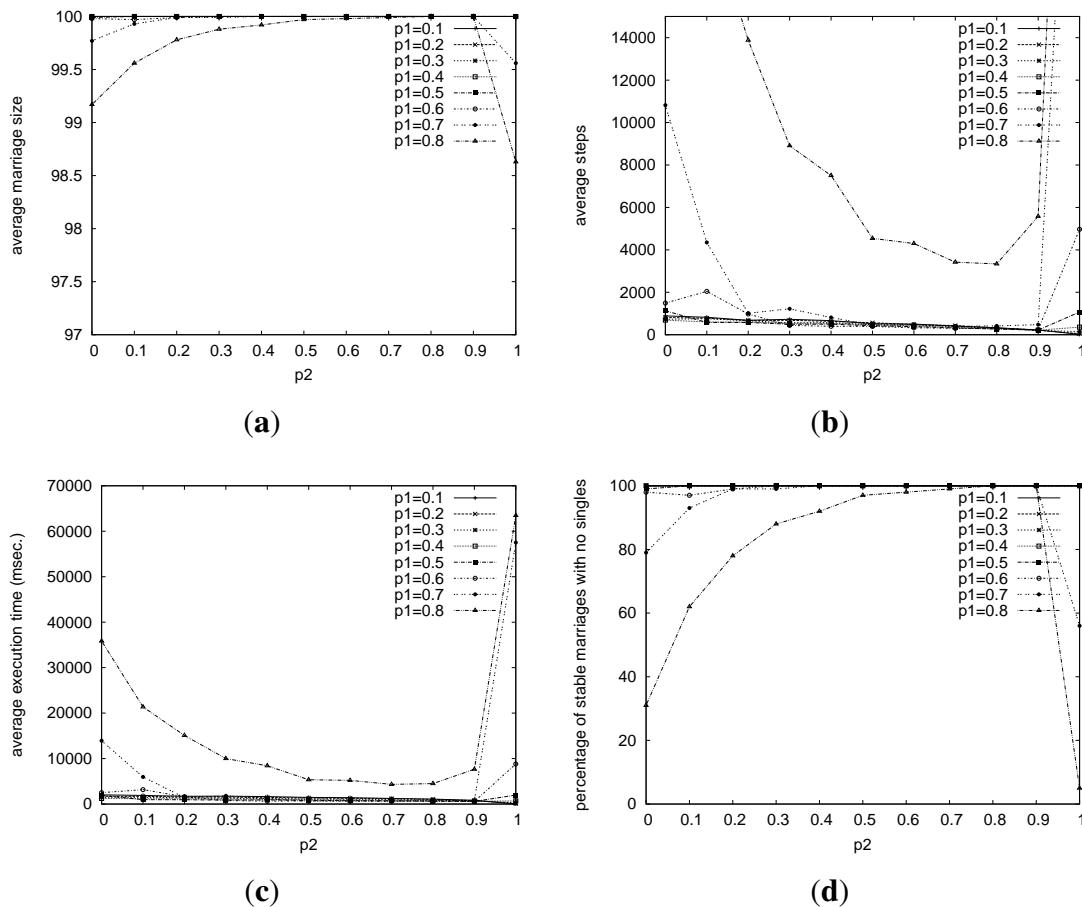 100
99.5
99
98.5
98
97.5
97
average marriage size
0 0.1 0.2 0.3 0.4 0.5 0.6 0.7 0.8 0.9 1
p2
p1=0.1
p1=0.2
p1=0.3
p1=0.4
p1=0.5
p1=0.6
p1=0.7
p1=0.8
(a)
14000
12000
10000
8000
6000
4000
2000
0
average steps
0 0.1 0.2 0.3 0.4 0.5 0.6 0.7 0.8 0.9 1
p2
p1=0.1
p1=0.2
p1=0.3
p1=0.4
p1=0.5
p1=0.6
p1=0.7
p1=0.8
(b)
70000
60000
50000
40000
30000
20000
10000
0
average execution time (msec.)
0 0.1 0.2 0.3 0.4 0.5 0.6 0.7 0.8 0.9 1
p2
p1=0.1
p1=0.2
p1=0.3
p1=0.4
p1=0.5
p1=0.6
p1=0.7
p1=0.8
(c)
100
80
60
40
20
0
percentage of stable marriages with no singles
0 0.1 0.2 0.3 0.4 0.5 0.6 0.7 0.8 0.9 1
p2
p1=0.1
p1=0.2
p1=0.3
p1=0.4
p1=0.5
p1=0.6
p1=0.7
p1=0.8
(d)